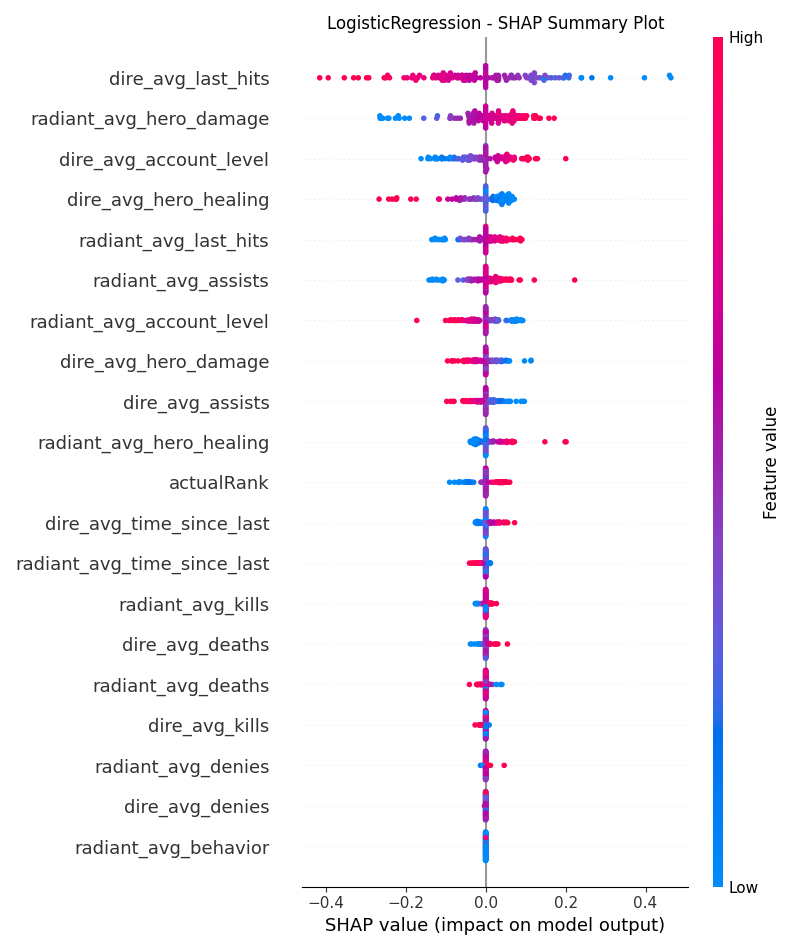 LogisticRegression - SHAP Summary Plot
High
dire_avg_last_hits
radiant_avg_hero_damage
dire_avg_account_level
dire_avg_hero_healing
radiant_avg_last_hits
radiant_avg_assists
radiant_avg_account_level
dire_avg_hero_damage
dire_avg_assists
radiant_avg_hero_healing
actualRank
dire_avg_time_since_last
radiant_avg_time_since_last
radiant_avg_kills
dire_avg_deaths
radiant_avg_deaths
dire_avg_kills
radiant_avg_denies
dire_avg_denies
radiant_avg_behavior
Feature value
Low
−0.4 −0.2 0.0 0.2 0.4
SHAP value (impact on model output)